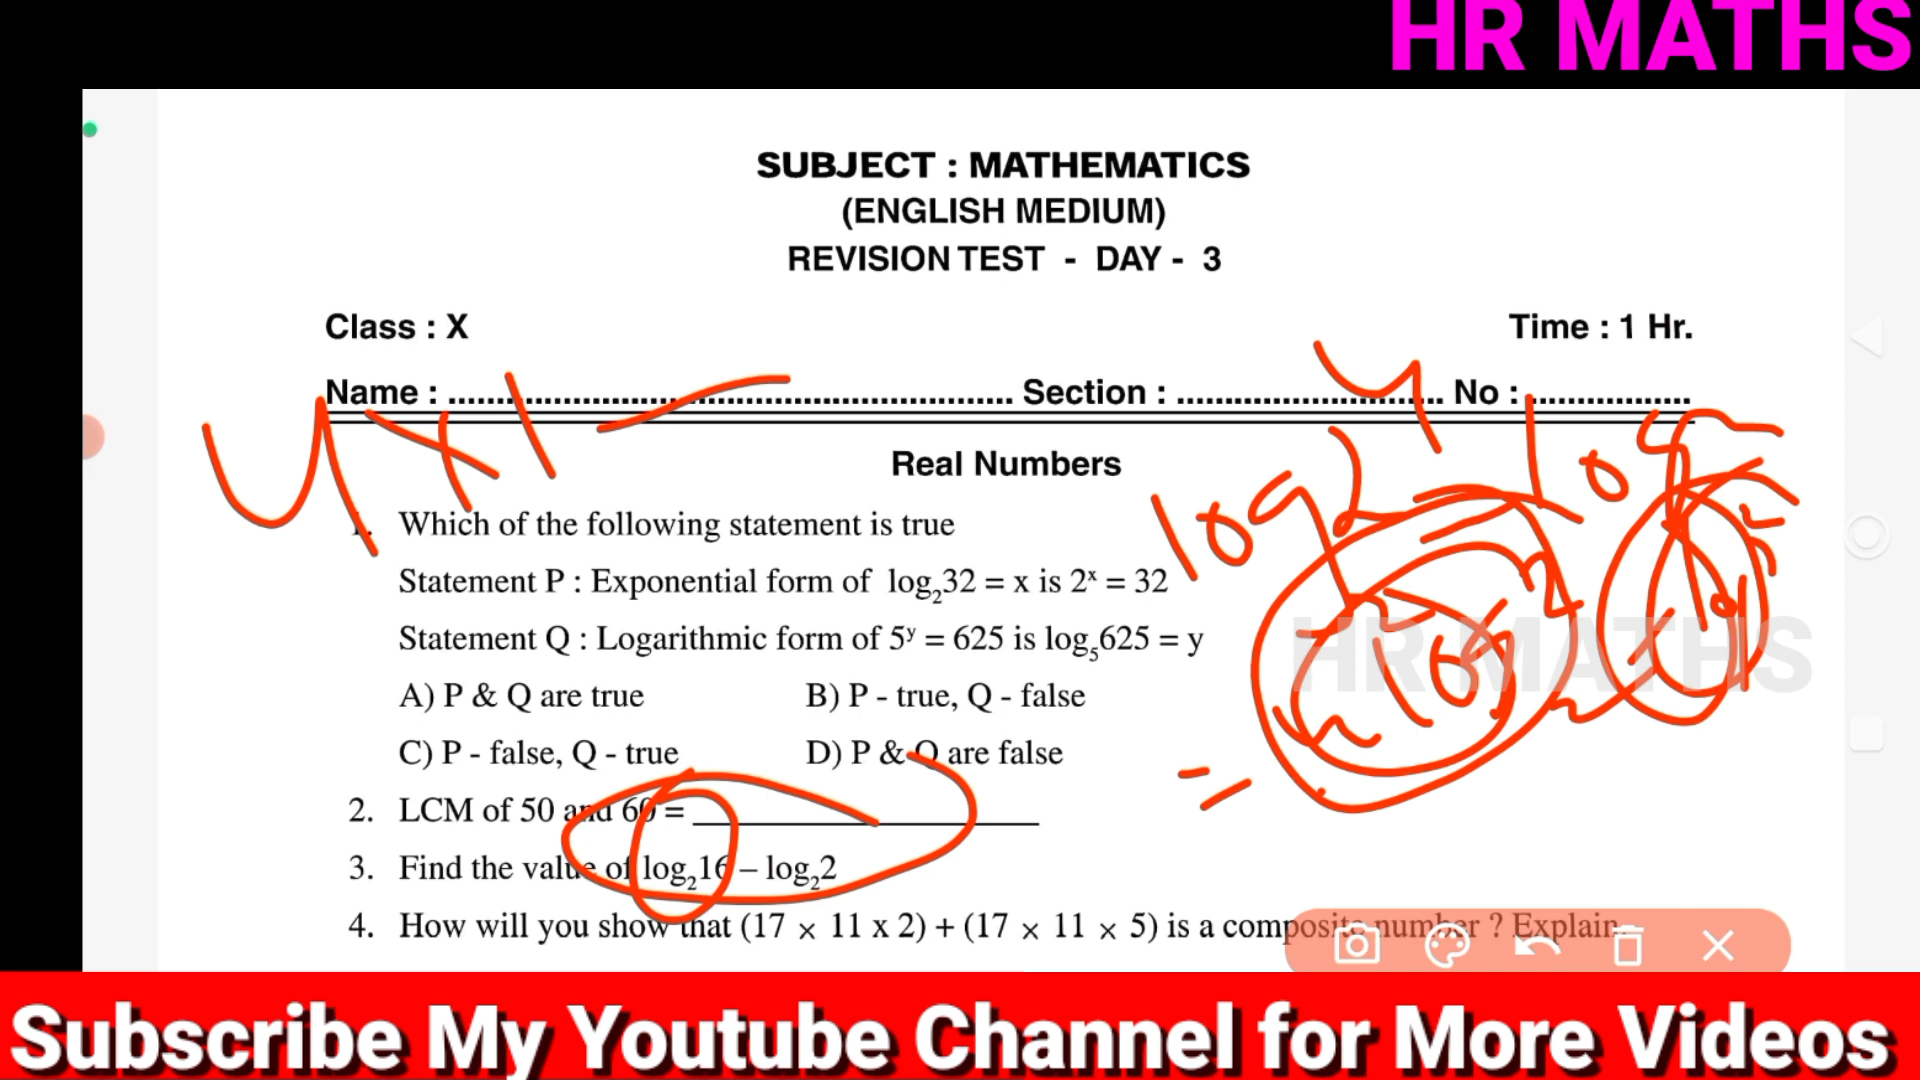 HR MATHS
SUBJECT : MATHEMATICS
(ENGLISH MEDIUM)
REVISION TEST - DAY - 3
Class : X Time : 1 Hr.
Name : ........................................................... Section : ........................... No : .................
Real Numbers
1. Which of the following statement is true
Statement P : Exponential form of log₂32 = x is 2ˣ = 32
Statement Q : Logarithmic form of 5ʸ = 625 is log₅625 = y
A) P & Q are true B) P - true, Q - false
C) P - false, Q - true D) P & Q are false
HR MATHS
2. LCM of 50 and 60 = ____________________
3. Find the value of log₂16 – log₂2
4. How will you show that (17 × 11 x 2) + (17 × 11 × 5) is a composite number ? Explain.
Subscribe My Youtube Channel for More Videos